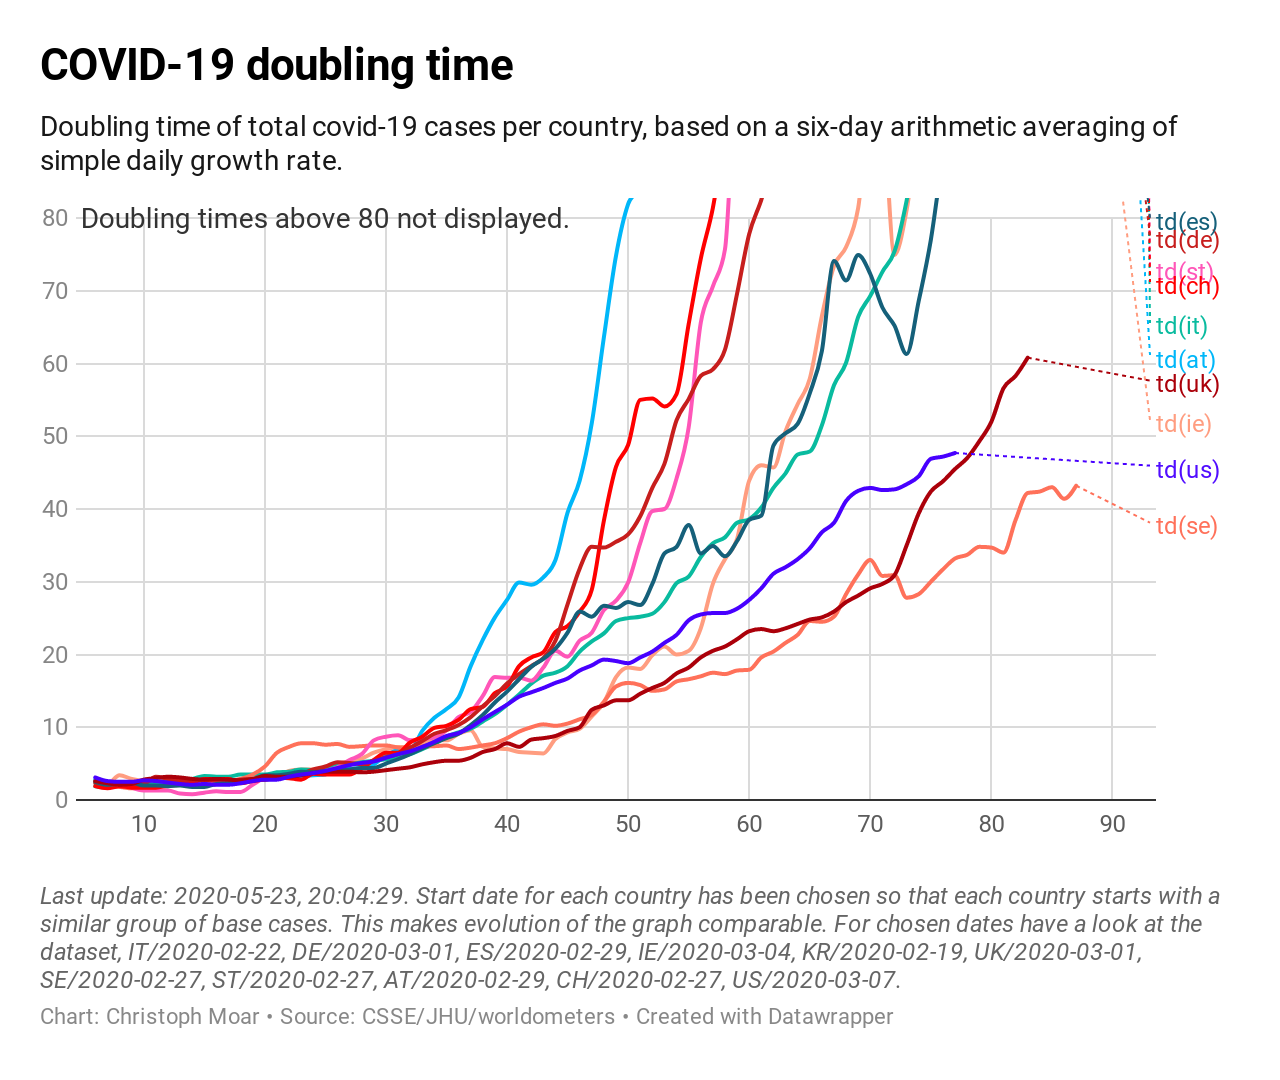 COVID-19 doubling time
Doubling time of total covid-19 cases per country, based on a six-day arithmetic averaging of
simple daily growth rate.
Doubling times above 80 not displayed.
80
70
60
50
40
30
20
10
0
10 20 30 40 50 60 70 80 90
td(es)
td(de)
td(st)
td(ch)
td(it)
td(at)
td(uk)
td(ie)
td(us)
td(se)
Last update: 2020-05-23, 20:04:29. Start date for each country has been chosen so that each country starts with a
similar group of base cases. This makes evolution of the graph comparable. For chosen dates have a look at the
dataset, IT/2020-02-22, DE/2020-03-01, ES/2020-02-29, IE/2020-03-04, KR/2020-02-19, UK/2020-03-01,
SE/2020-02-27, ST/2020-02-27, AT/2020-02-29, CH/2020-02-27, US/2020-03-07.
Chart: Christoph Moar • Source: CSSE/JHU/worldometers • Created with Datawrapper